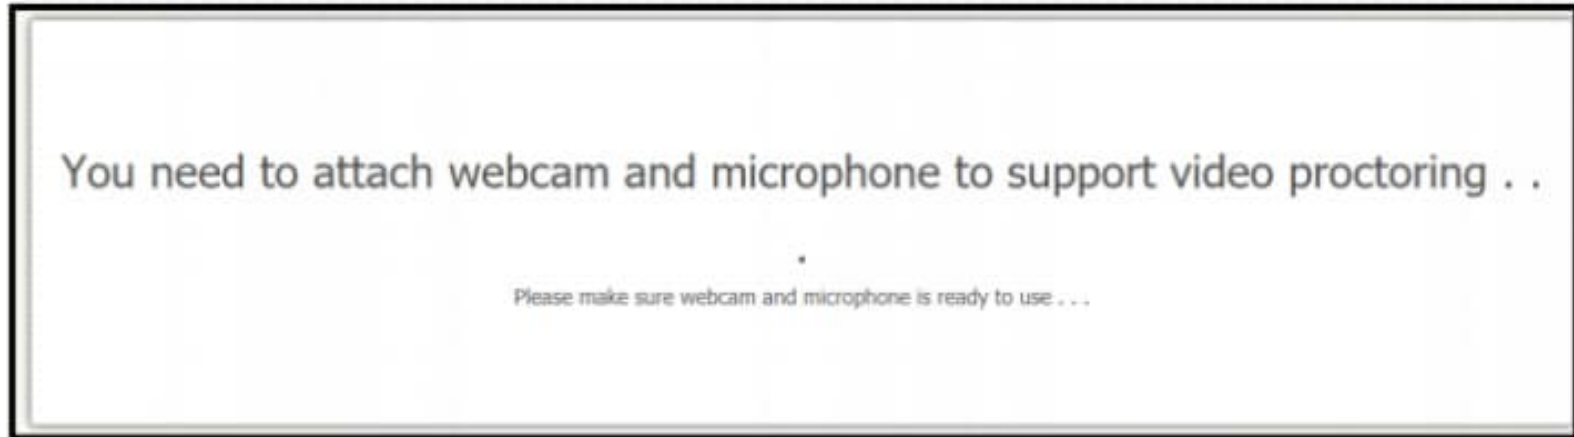 You need to attach webcam and microphone to support video proctoring . .
.
Please make sure webcam and microphone is ready to use . . .